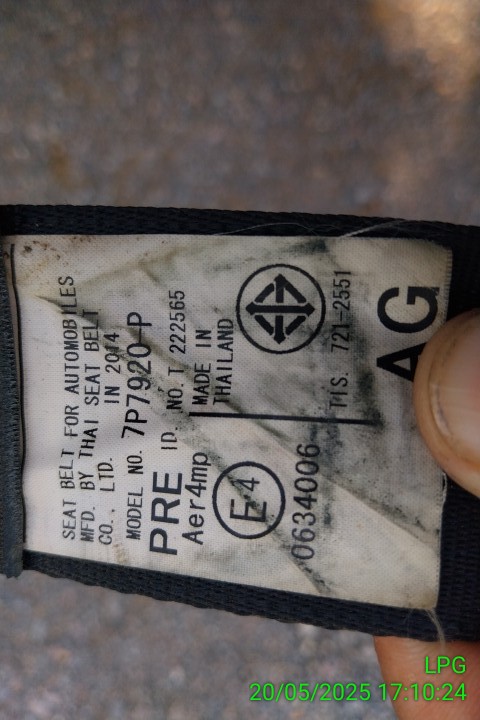 SEAT BELT FOR AUTOMOBILES
MFD. BY THAI SEAT BELT
CO., LTD. IN 2014
MODEL NO. 7P7920-P
PRE ID. NO.T 222565
Aer4mp
MADE IN
THAILAND
E4
0634006
TIS. 721-2551
AG
LPG
20/05/2025 17:10:24